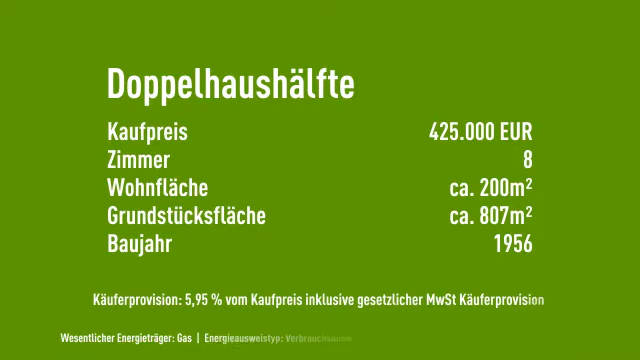 Doppelhaushälfte
Kaufpreis 425.000 EUR
Zimmer 8
Wohnfläche ca. 200m²
Grundstücksfläche ca. 807m²
Baujahr 1956
Käuferprovision: 5,95 % vom Kaufpreis inklusive gesetzlicher MwSt Käuferprovision
Wesentlicher Energieträger: Gas | Energieausweistyp: Verbrauchsausw